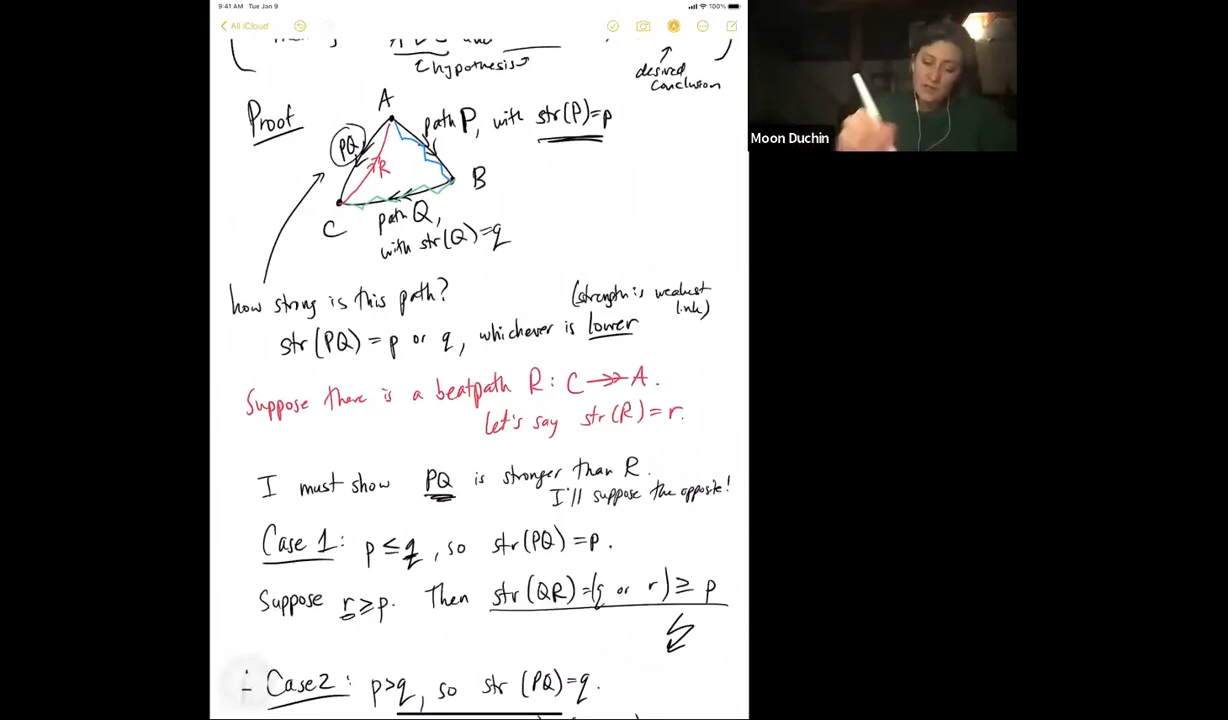 9:41 AM Tue Jan 9
100%
All iCloud
and
hypothesis
desired
conclusion
Proof
A
path P, with str(P)=p
PQ
R
B
C
path Q,
with str(Q)=q
how strong is this path?
(strength is weakest
link)
str(PQ) = p or q, whichever is lower
Suppose there is a beatpath R: C ↠ A.
let's say str(R)=r.
I must show PQ is stronger than R.
I'll suppose the opposite!
Case 1: p ≤ q, so str(PQ)=p.
Suppose r ≥ p. Then str(QR)=(q or r) ≥ p
Case 2: p>q, so str(PQ)=q.
Moon Duchin